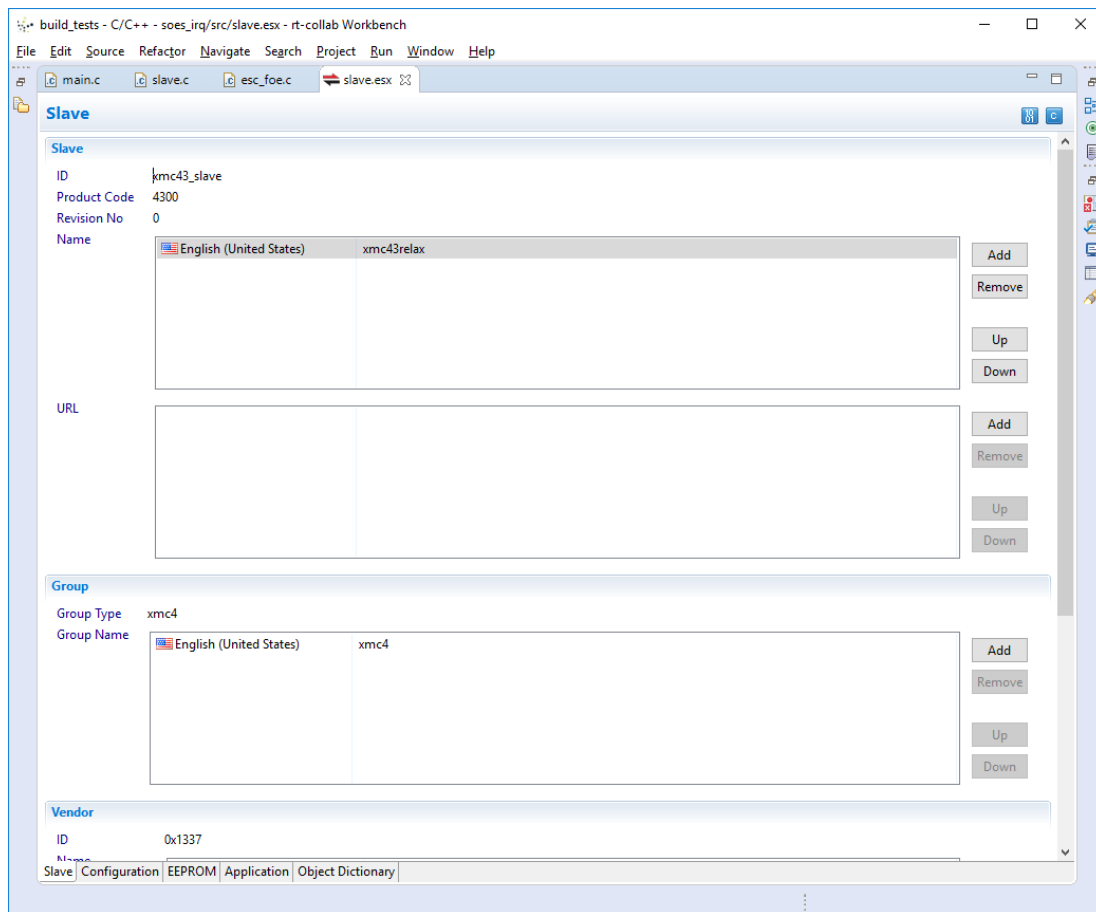 build_tests - C/C++ - soes_irq/src/slave.esx - rt-collab Workbench
File Edit Source Refactor Navigate Search Project Run Window Help
main.c slave.c esc_foe.c slave.esx
Slave
Slave
ID xmc43_slave
Product Code 4300
Revision No 0
Name
English (United States) xmc43relax
Add
Remove
Up
Down
URL
Add
Remove
Up
Down
Group
Group Type xmc4
Group Name
English (United States) xmc4
Add
Remove
Up
Down
Vendor
ID 0x1337
Name
Slave Configuration EEPROM Application Object Dictionary